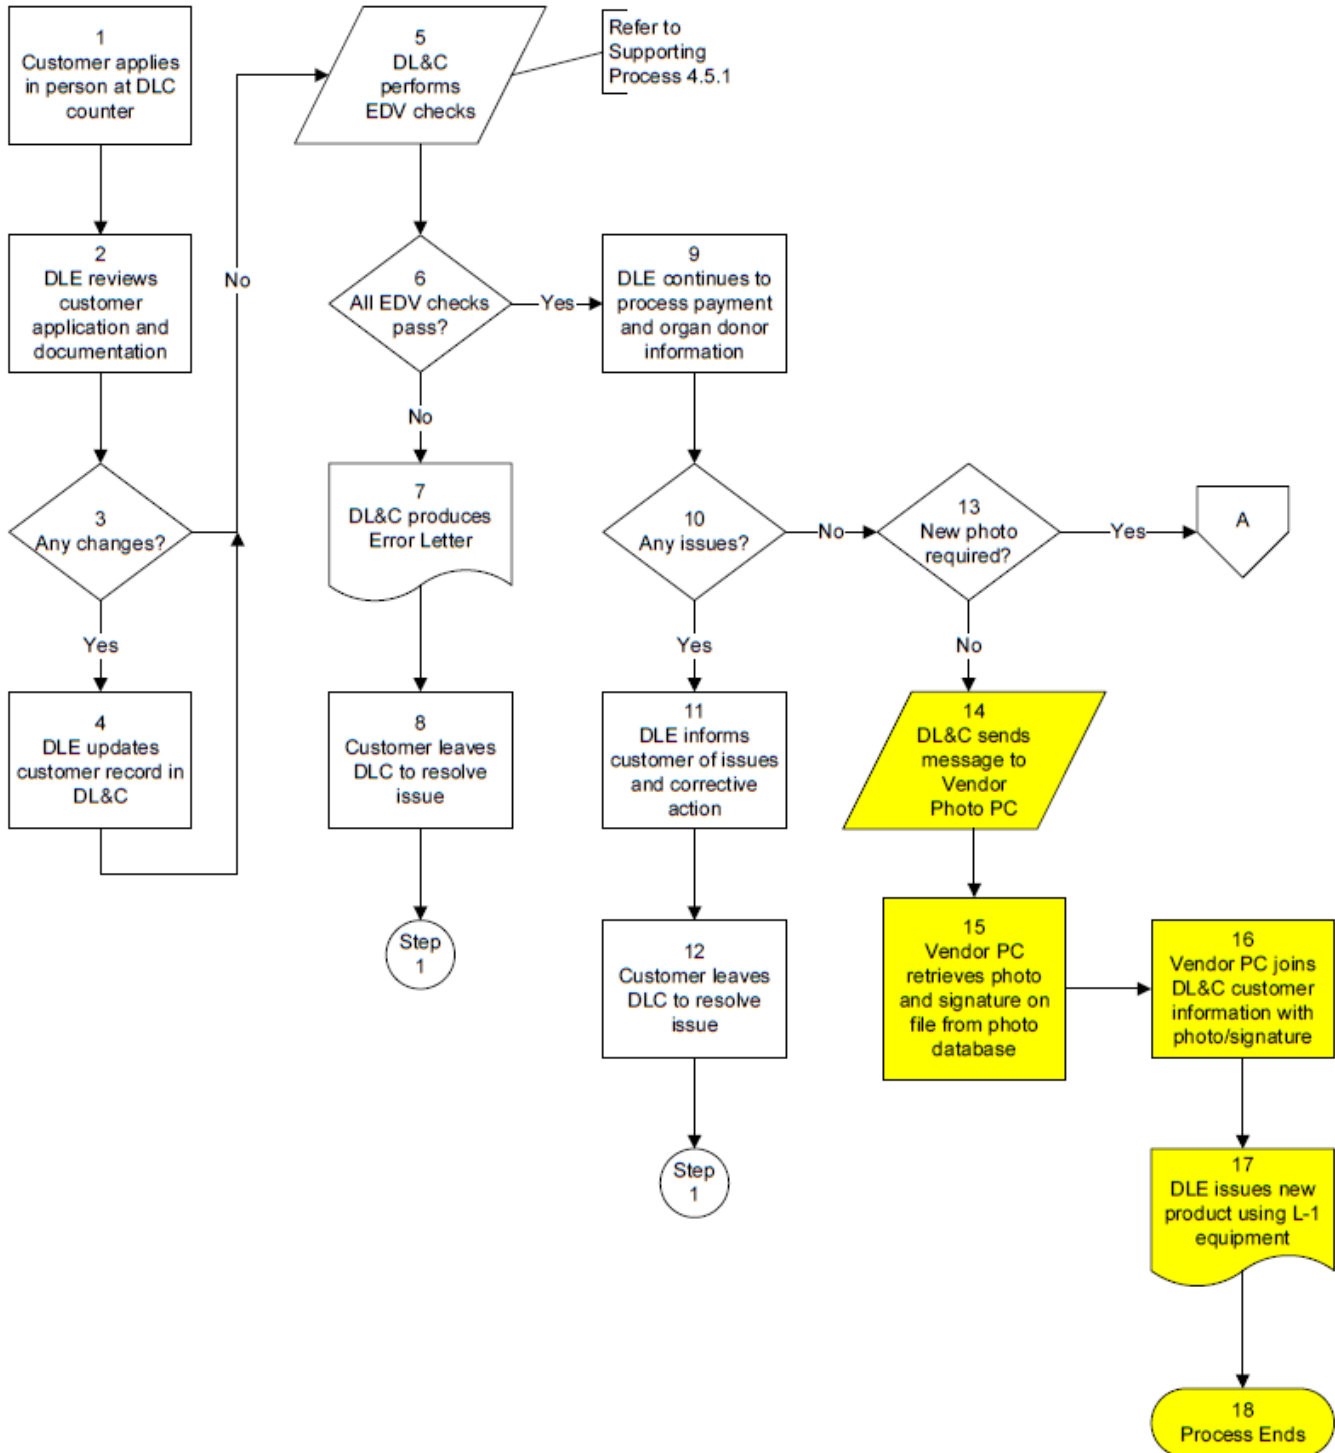 1
Customer applies
in person at DLC
counter
2
DLE reviews
customer
application and
documentation
3
Any changes?
Yes
No
4
DLE updates
customer record in
DL&C
5
DL&C
performs
EDV checks
Refer to
Supporting
Process 4.5.1
6
All EDV checks
pass?
Yes
No
7
DL&C produces
Error Letter
8
Customer leaves
DLC to resolve
issue
Step
1
9
DLE continues to
process payment
and organ donor
information
10
Any issues?
No
Yes
11
DLE informs
customer of issues
and corrective
action
12
Customer leaves
DLC to resolve
issue
Step
1
13
New photo
required?
Yes
A
No
14
DL&C sends
message to
Vendor
Photo PC
15
Vendor PC
retrieves photo
and signature on
file from photo
database
16
Vendor PC joins
DL&C customer
information with
photo/signature
17
DLE issues new
product using L-1
equipment
18
Process Ends